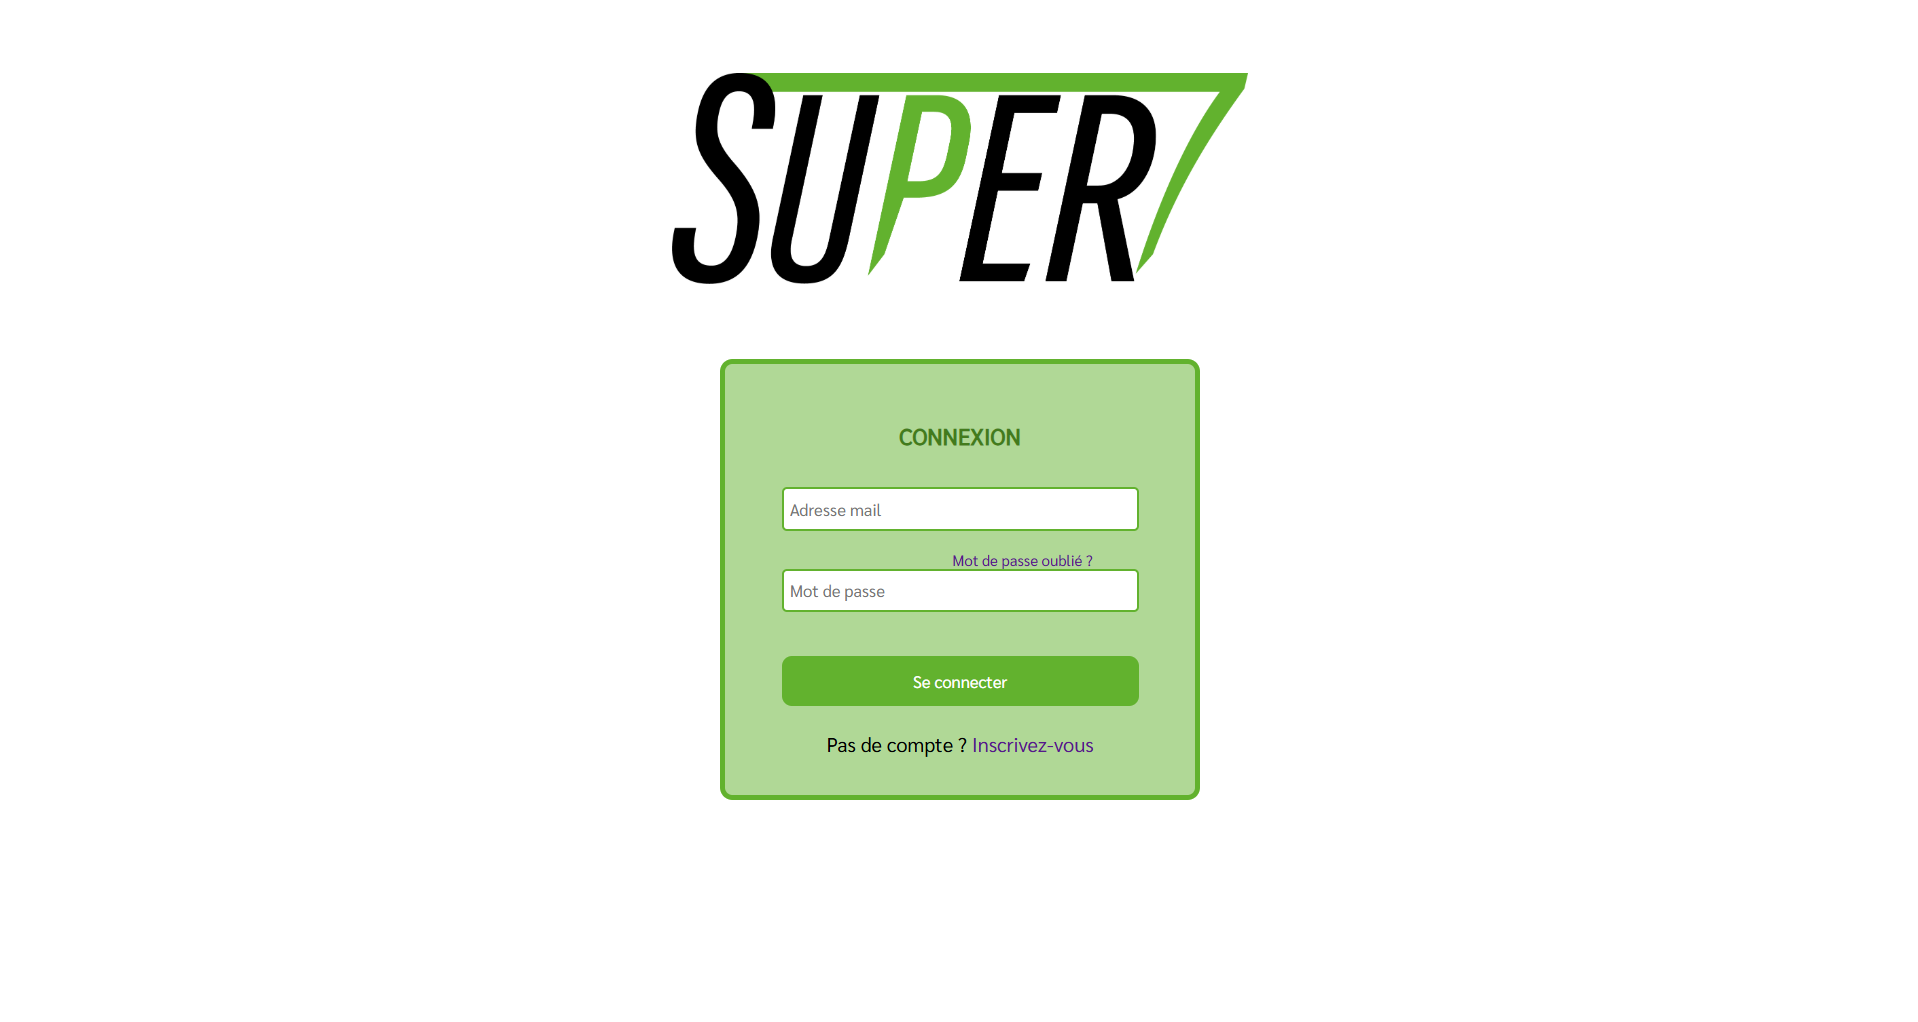 SUPER7
CONNEXION
Adresse mail
Mot de passe oublié ?
Mot de passe
Se connecter
Pas de compte ? Inscrivez-vous